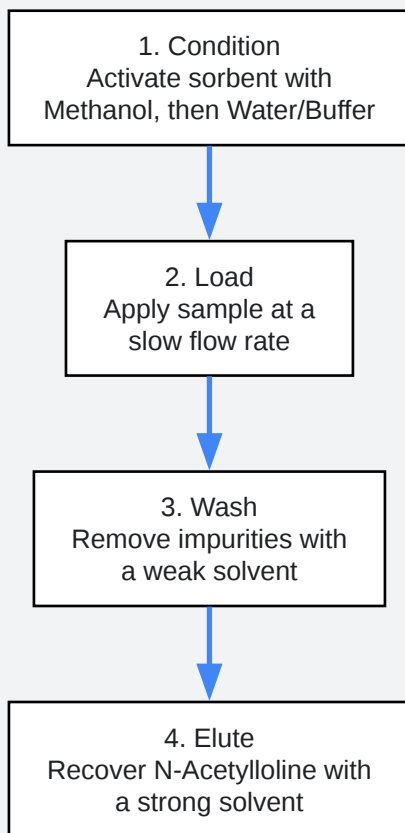 1. Condition
Activate sorbent with
Methanol, then Water/Buffer
2. Load
Apply sample at a
slow flow rate
3. Wash
Remove impurities with
a weak solvent
4. Elute
Recover N-Acetylloline with
a strong solvent